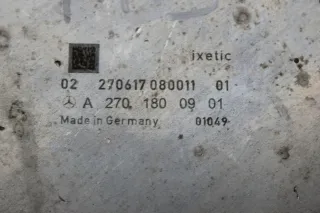 ixetic
02 270617 080011 01
A 270 180 09 01
Made in Germany 01049